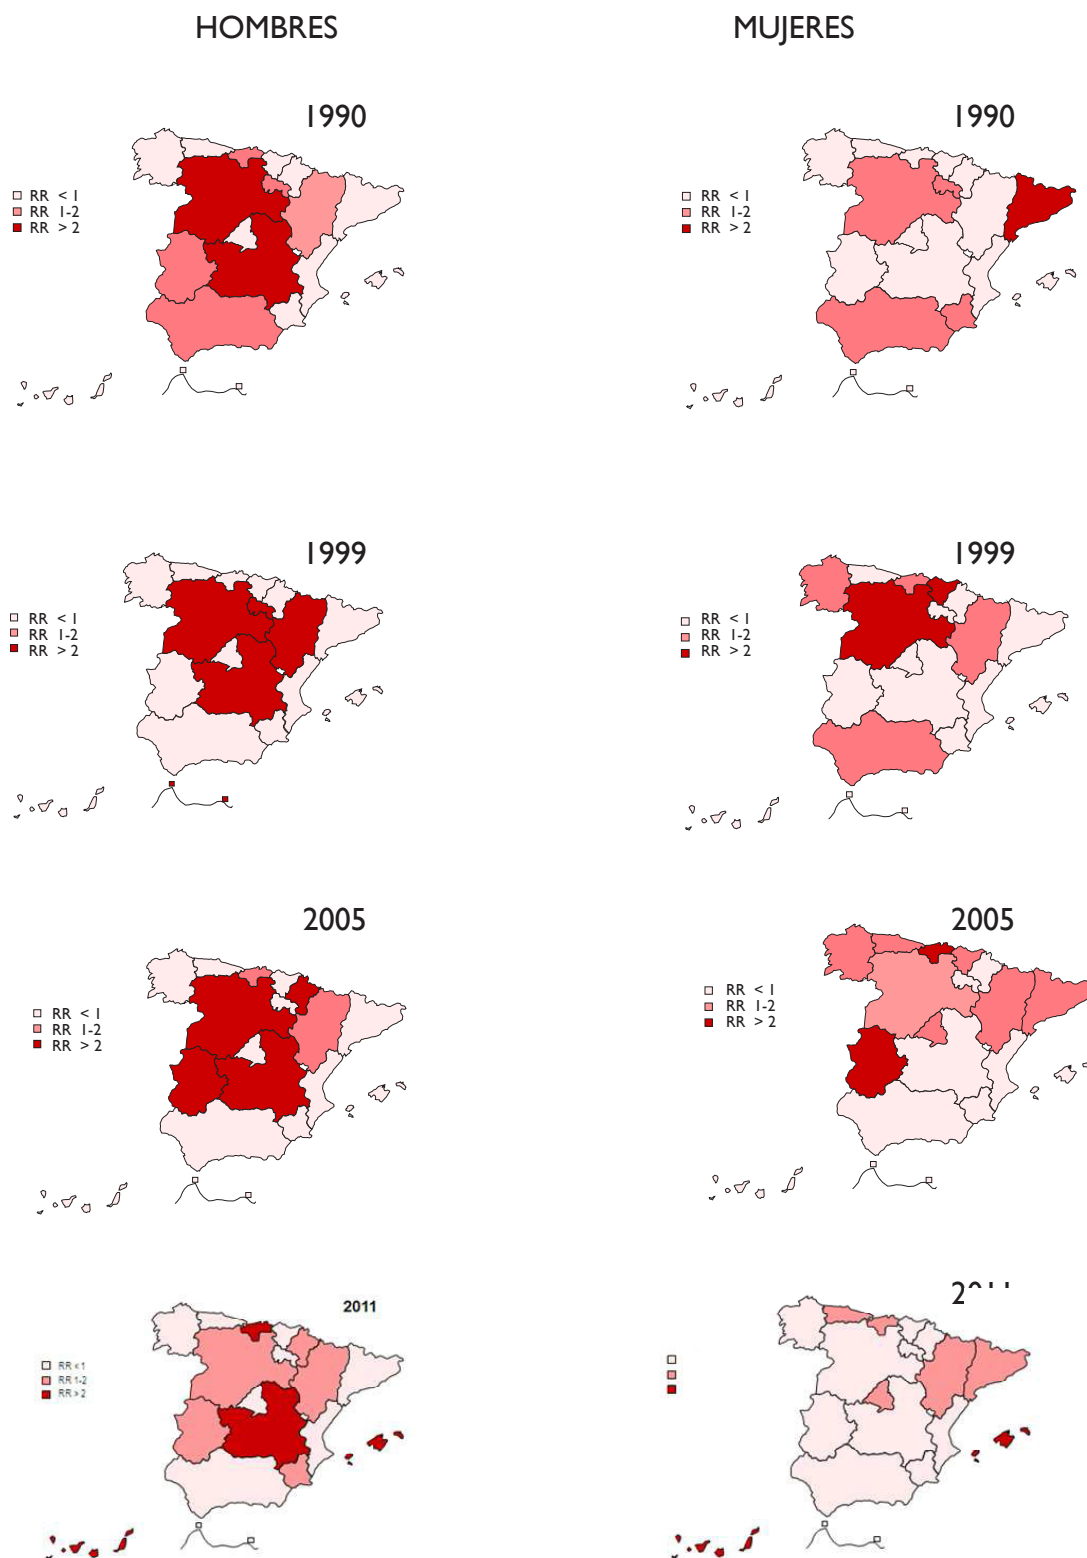 HOMBRES
MUJERES
1990
RR < 1
RR 1-2
RR > 2
1990
RR < 1
RR 1-2
RR > 2
1999
RR < 1
RR 1-2
RR > 2
1999
RR < 1
RR 1-2
RR > 2
2005
RR < 1
RR 1-2
RR > 2
2005
RR < 1
RR 1-2
RR > 2
2011
RR <1
RR 1-2
RR >2